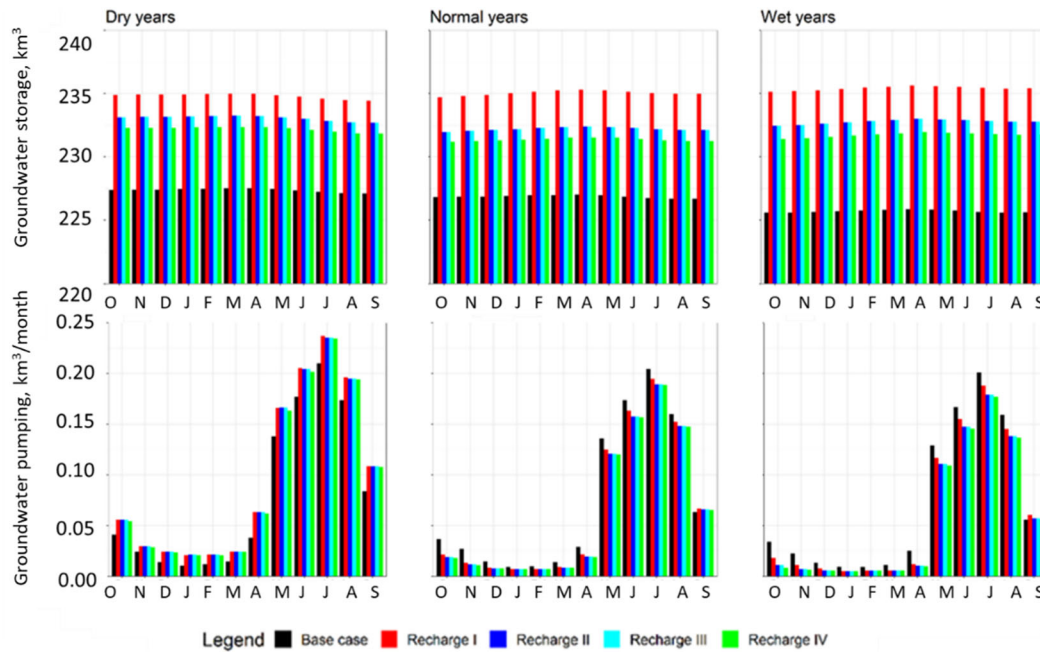 Dry years
Normal years
Wet years
Groundwater storage, km³
240
235
230
225
220
O N D J F M A M J J A S
O N D J F M A M J J A S
O N D J F M A M J J A S
Groundwater pumping, km³/month
0.25
0.20
0.15
0.10
0.05
0.00
O N D J F M A M J J A S
O N D J F M A M J J A S
O N D J F M A M J J A S
Legend Base case Recharge I Recharge II Recharge III Recharge IV